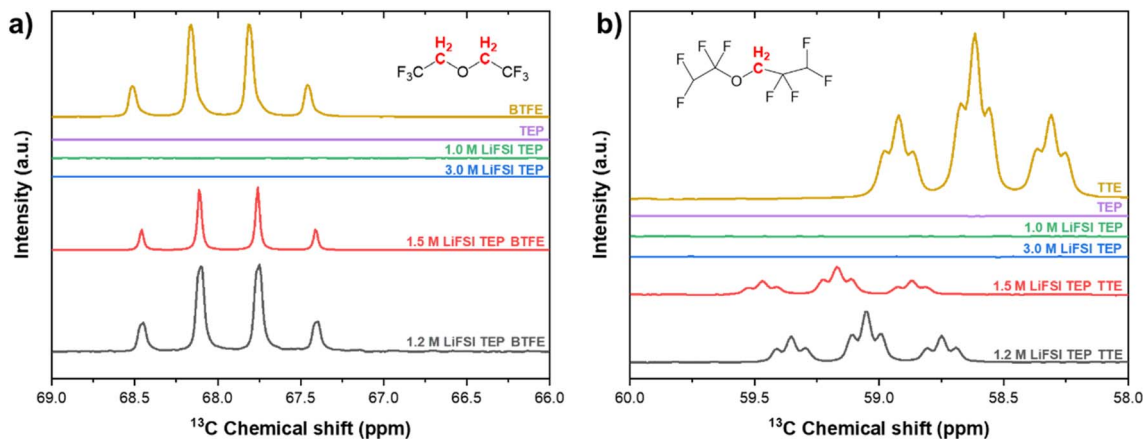 a)
H₂ H₂
C C
F₃C O CF₃
BTFE
TEP
1.0 M LiFSI TEP
3.0 M LiFSI TEP
1.5 M LiFSI TEP BTFE
1.2 M LiFSI TEP BTFE
Intensity (a.u.)
69.0 68.5 68.0 67.5 67.0 66.5 66.0
¹³C Chemical shift (ppm)
b)
F F F H₂ F
C
F O F
F F
TTE
TEP
1.0 M LiFSI TEP
3.0 M LiFSI TEP
1.5 M LiFSI TEP TTE
1.2 M LiFSI TEP TTE
Intensity (a.u.)
60.0 59.5 59.0 58.5 58.0
¹³C Chemical shift (ppm)